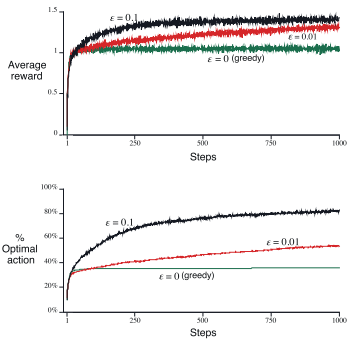 1.5
ε = 0.1
ε = 0.01
Average
reward
1
ε = 0 (greedy)
0.5
0
1
250
500
750
1000
Steps
100%
80%
ε = 0.1
%
Optimal
action
60%
ε = 0.01
40%
ε = 0 (greedy)
20%
0%
1
250
500
750
1000
Steps